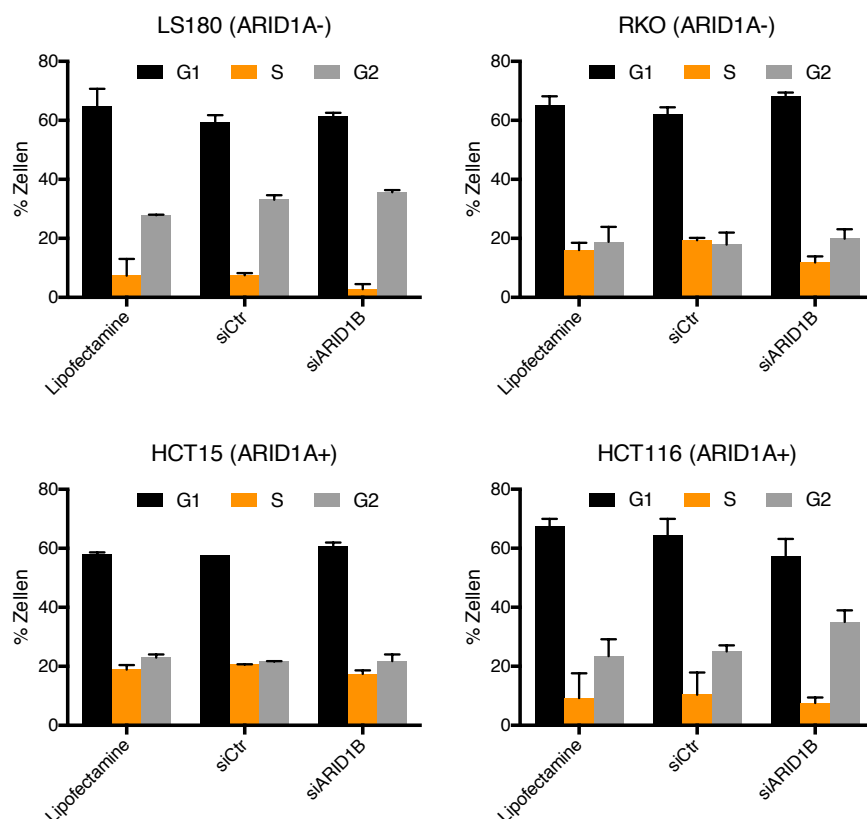 LS180 (ARID1A-)
G1 S G2
% Zellen
80
60
40
20
0
Lipofectamine siCtr siARID1B
RKO (ARID1A-)
G1 S G2
% Zellen
80
60
40
20
0
Lipofectamine siCtr siARID1B
HCT15 (ARID1A+)
G1 S G2
% Zellen
80
60
40
20
0
Lipofectamine siCtr siARID1B
HCT116 (ARID1A+)
G1 S G2
% Zellen
80
60
40
20
0
Lipofectamine siCtr siARID1B